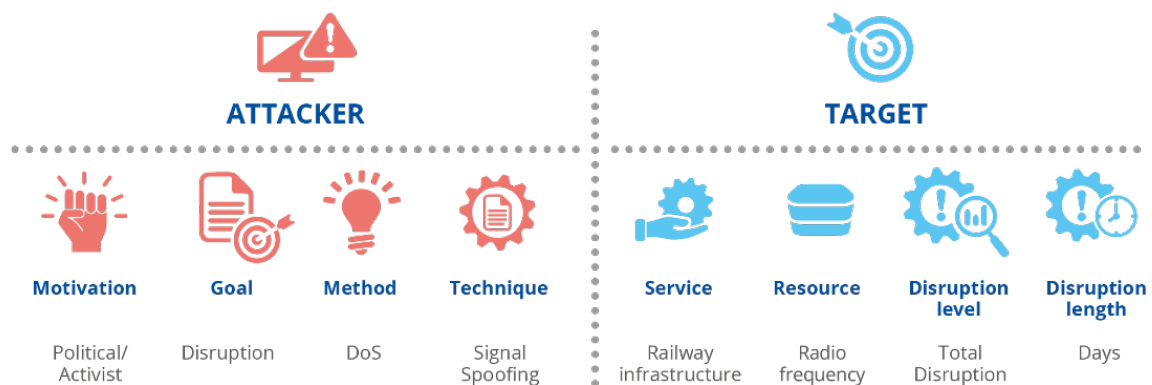 ATTACKER
TARGET
Motivation
Goal
Method
Technique
Service
Resource
Disruption
level
Disruption
length
Political/
Activist
Disruption
DoS
Signal
Spoofing
Railway
infrastructure
Radio
frequency
Total
Disruption
Days